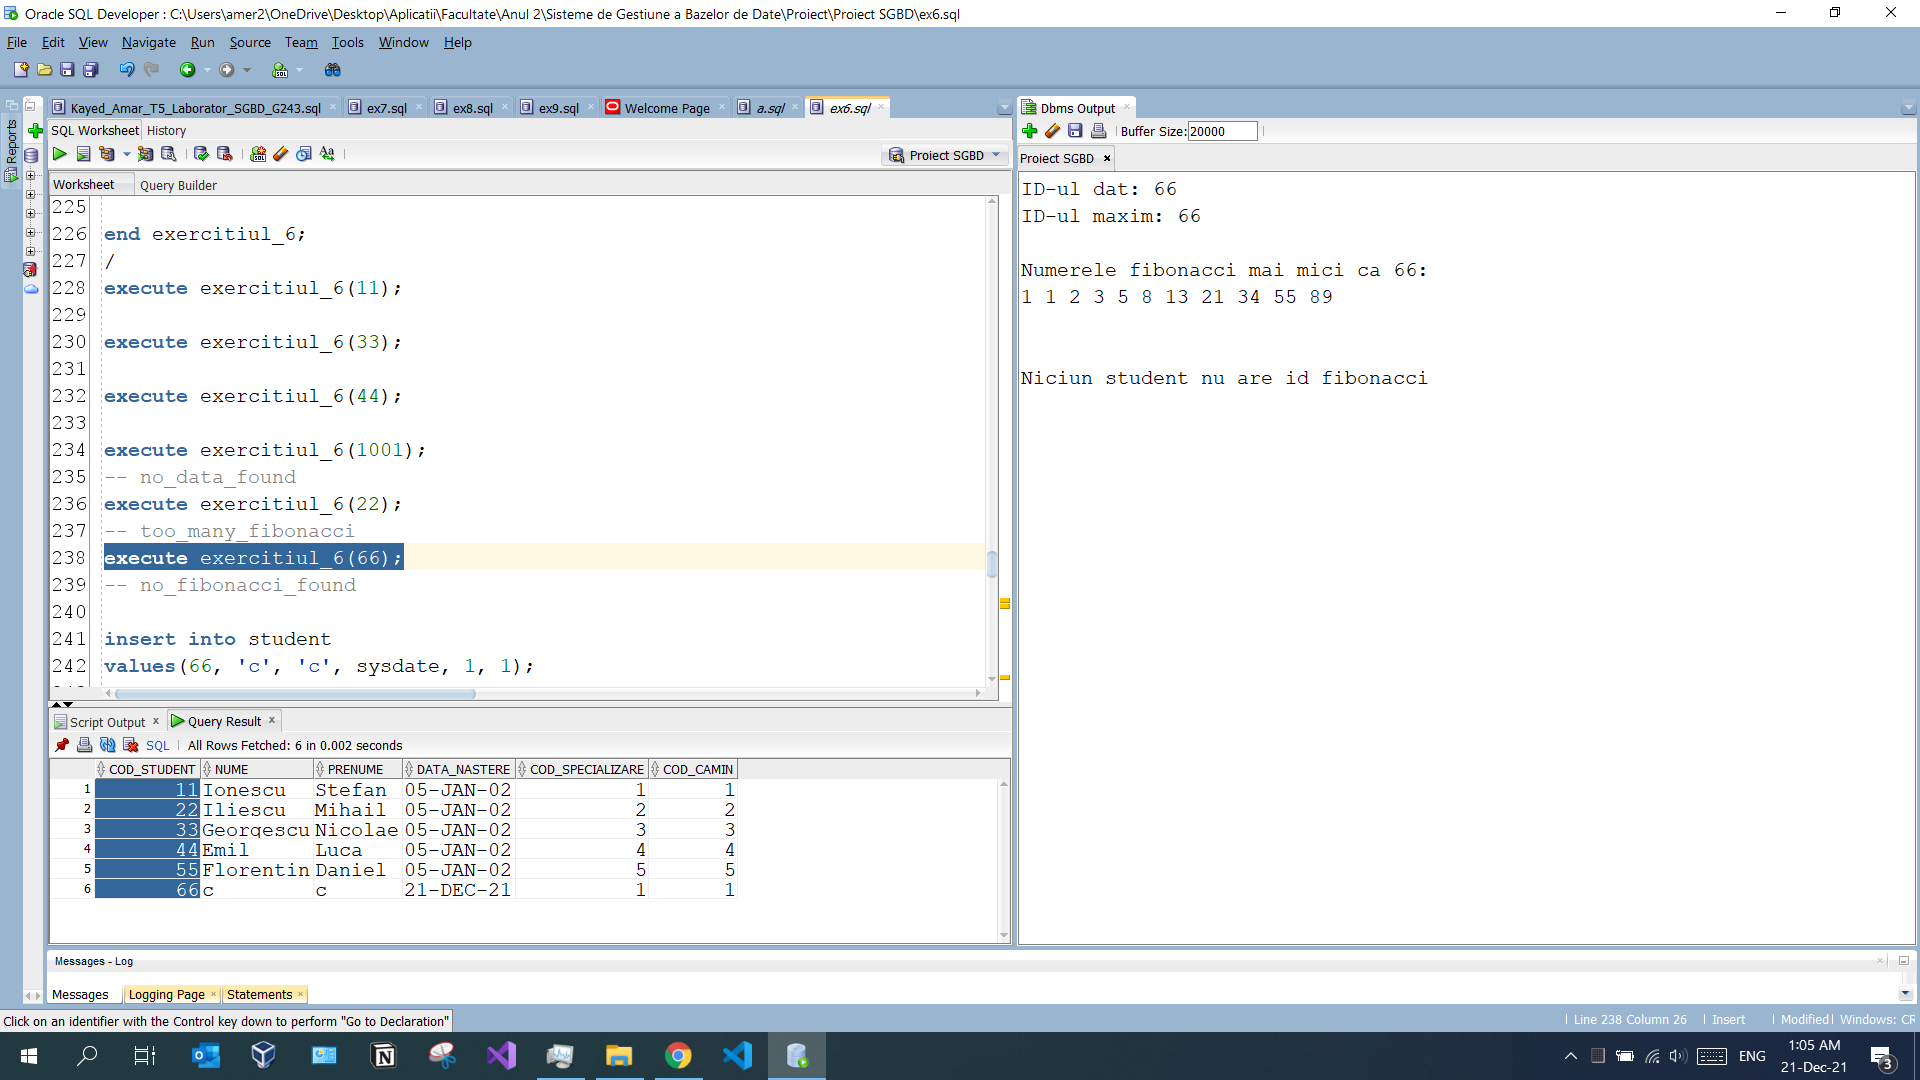 Oracle SQL Developer : C:\Users\amer2\OneDrive\Desktop\Aplicatii\Facultate\Anul 2\Sisteme de Gestiune a Bazelor de Date\Proiect\Proiect SGBD\ex6.sql
File Edit View Navigate Run Source Team Tools Window Help
Kayed_Amar_T5_Laborator_SGBD_G243.sql ex7.sql ex8.sql ex9.sql Welcome Page a.sql ex6.sql
SQL Worksheet History
Proiect SGBD
Worksheet Query Builder
Reports
225
226 end exercitiul_6;
227 /
228 execute exercitiul_6(11);
229
230 execute exercitiul_6(33);
231
232 execute exercitiul_6(44);
233
234 execute exercitiul_6(1001);
235 -- no_data_found
236 execute exercitiul_6(22);
237 -- too_many_fibonacci
238 execute exercitiul_6(66);
239 -- no_fibonacci_found
240
241 insert into student
242 values(66, 'c', 'c', sysdate, 1, 1);
Script Output Query Result
SQL All Rows Fetched: 6 in 0.002 seconds
COD_STUDENT NUME PRENUME DATA_NASTERE COD_SPECIALIZARE COD_CAMIN
1 11 Ionescu Stefan 05-JAN-02 1 1
2 22 Iliescu Mihail 05-JAN-02 2 2
3 33 Georgescu Nicolae 05-JAN-02 3 3
4 44 Emil Luca 05-JAN-02 4 4
5 55 Florentin Daniel 05-JAN-02 5 5
6 66 c c 21-DEC-21 1 1
Dbms Output
Buffer Size: 20000
Proiect SGBD
ID-ul dat: 66
ID-ul maxim: 66
Numerele fibonacci mai mici ca 66:
1 1 2 3 5 8 13 21 34 55 89
Niciun student nu are id fibonacci
Messages - Log
Messages Logging Page Statements
Click on an identifier with the Control key down to perform "Go to Declaration"
Line 238 Column 26 Insert Modified Windows: CR
ENG
1:05 AM
21-Dec-21
3